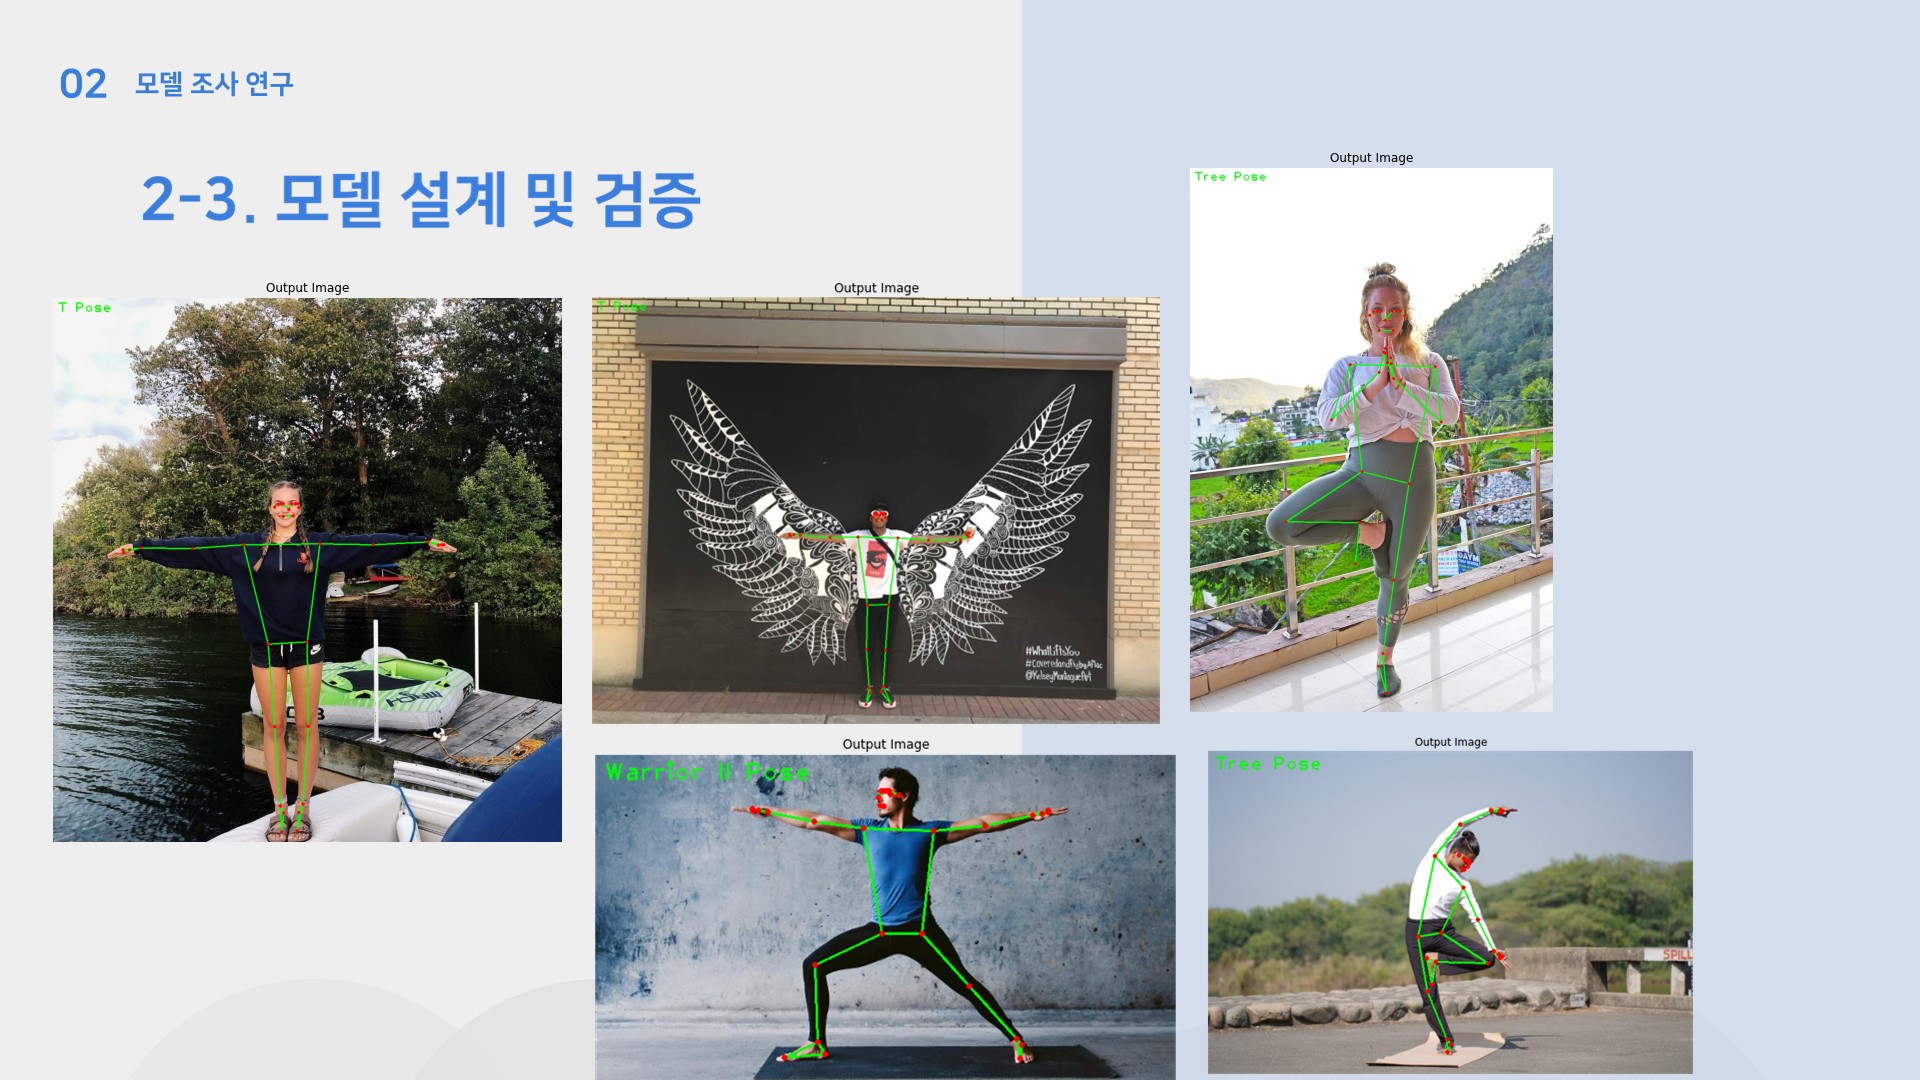 02 모델 조사 연구
2-3. 모델 설계 및 검증
Output Image
T Pose
Output Image
T Pose
#WhatLiftsYou
#CoveredandFlybyAflac
@KelseyMontagueArt
Output Image
Tree Pose
Output Image
Warrior II Pose
Output Image
Tree Pose
SPILL